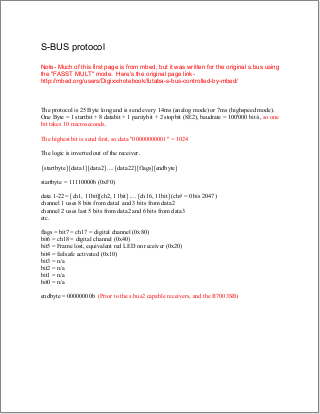 S-BUS protocol
Note- Much of this first page is from mbed, but it was written for the original s.bus using
the "FASST MULT" mode. Here's the original page link-
http://mbed.org/users/Digixx/notebook/futaba-s-bus-controlled-by-mbed/
The protocol is 25 Byte long and is send every 14ms (analog mode) or 7ms (highspeed mode).
One Byte = 1 startbit + 8 databit + 1 paritybit + 2 stopbit (8E2), baudrate = 100'000 bit/s, so one
bit takes 10 microseconds.
The highest bit is send first, so data "00000000001" = 1024
The logic is inverted out of the receiver.
[startbyte] [data1] [data2] .... [data22] [flags][endbyte]
startbyte = 11110000b (0xF0)
data 1-22 = [ch1, 11bit][ch2, 11bit] .... [ch16, 11bit] (ch# = 0 bis 2047)
channel 1 uses 8 bits from data1 and 3 bits from data2
channel 2 uses last 5 bits from data2 and 6 bits from data3
etc.
flags = bit7 = ch17 = digital channel (0x80)
bit6 = ch18 = digital channel (0x40)
bit5 = Frame lost, equivalent red LED on receiver (0x20)
bit4 = failsafe activated (0x10)
bit3 = n/a
bit2 = n/a
bit1 = n/a
bit0 = n/a
endbyte = 00000000b (Prior to the s.bus2 capable receivers, and the R7003SB)